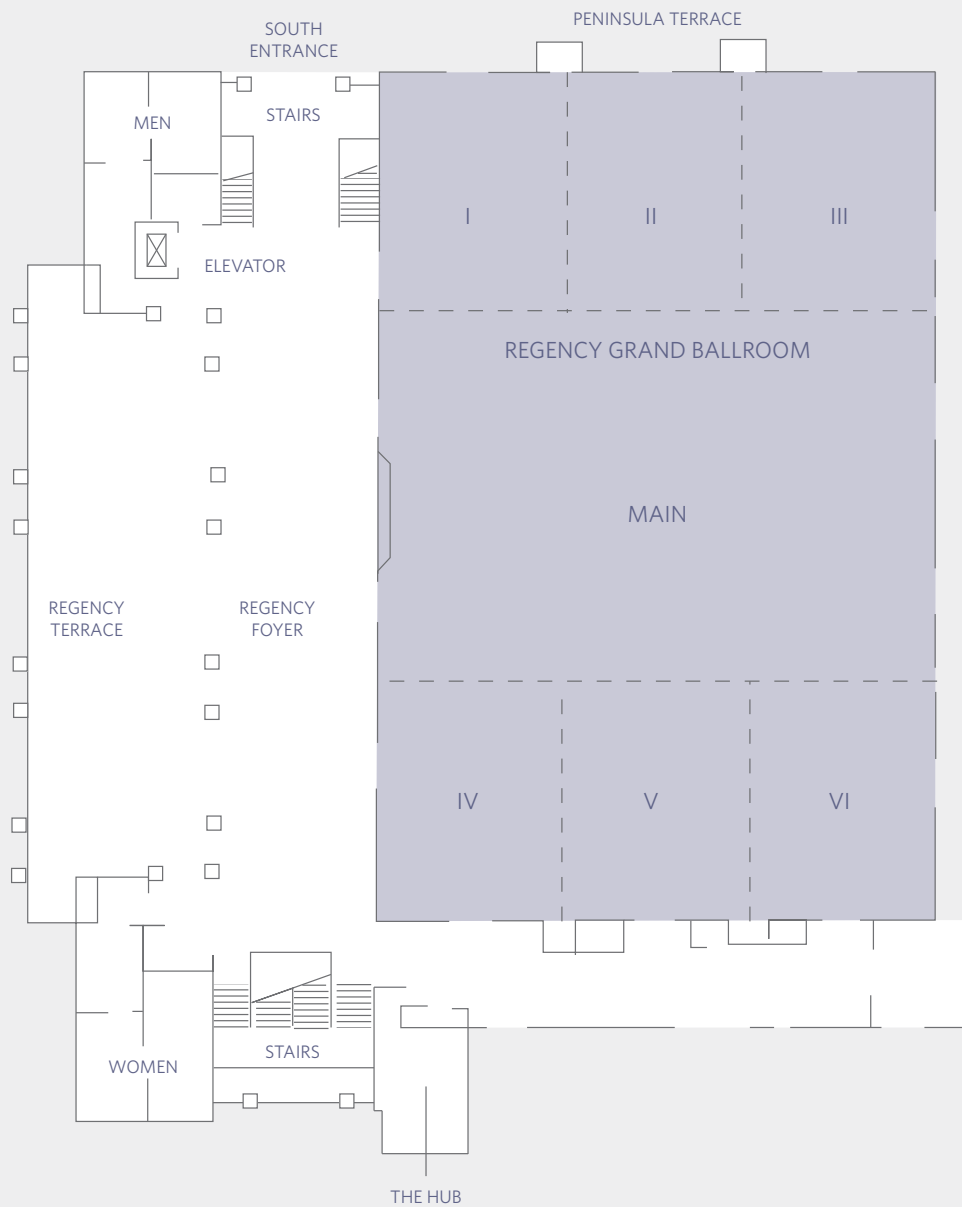 PENINSULA TERRACE
SOUTH
ENTRANCE
STAIRS
MEN
I
II
III
ELEVATOR
REGENCY GRAND BALLROOM
MAIN
REGENCY
TERRACE
REGENCY
FOYER
IV
V
VI
STAIRS
WOMEN
THE HUB